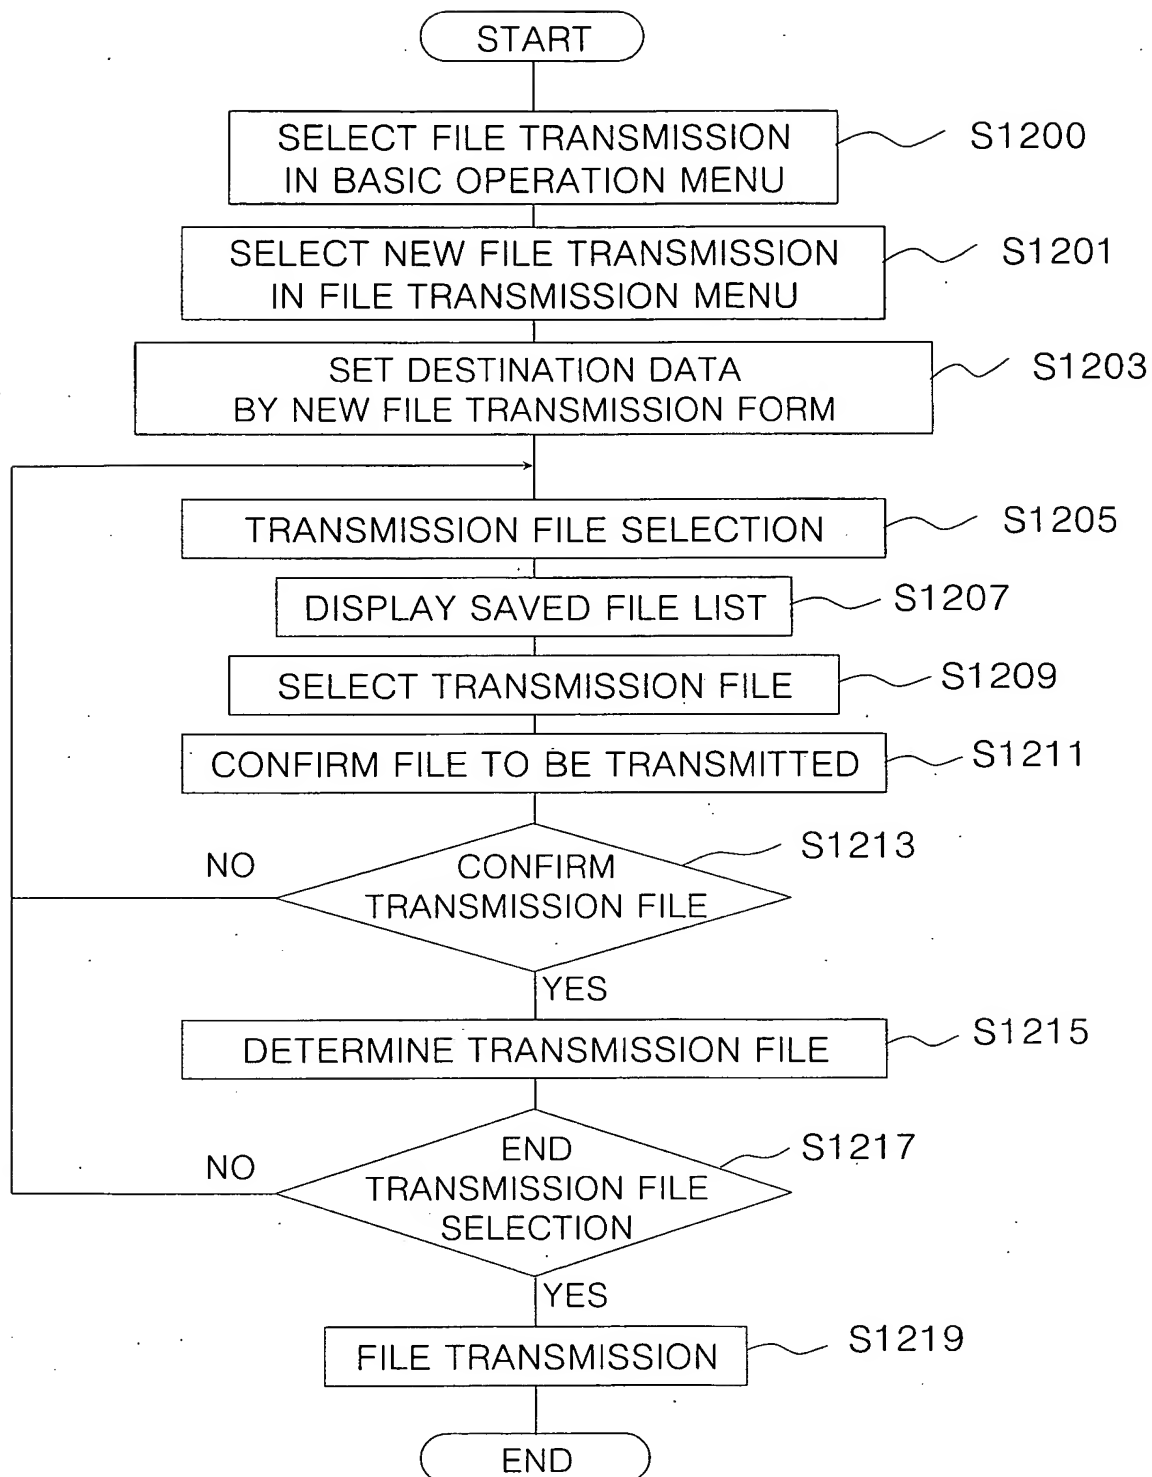 START
SELECT FILE TRANSMISSION
IN BASIC OPERATION MENU
S1200
SELECT NEW FILE TRANSMISSION
IN FILE TRANSMISSION MENU
S1201
SET DESTINATION DATA
BY NEW FILE TRANSMISSION FORM
S1203
TRANSMISSION FILE SELECTION
S1205
DISPLAY SAVED FILE LIST
S1207
SELECT TRANSMISSION FILE
S1209
CONFIRM FILE TO BE TRANSMITTED
S1211
NO
CONFIRM
TRANSMISSION FILE
S1213
YES
DETERMINE TRANSMISSION FILE
S1215
NO
END
TRANSMISSION FILE
SELECTION
S1217
YES
FILE TRANSMISSION
S1219
END